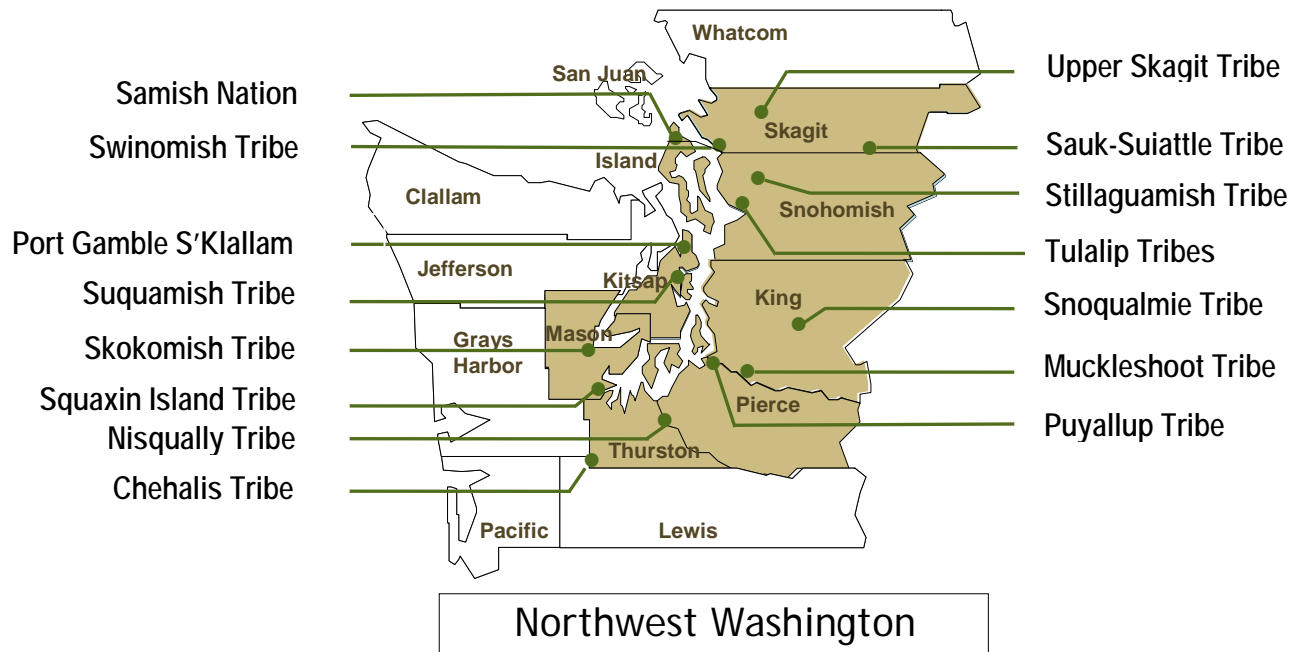 Samish Nation
Swinomish Tribe
Port Gamble S’Klallam
Suquamish Tribe
Skokomish Tribe
Squaxin Island Tribe
Nisqually Tribe
Chehalis Tribe
Whatcom
San Juan
Skagit
Island
Clallam
Snohomish
Jefferson
Kitsap
King
Mason
Grays
Harbor
Pierce
Thurston
Pacific
Lewis
Upper Skagit Tribe
Sauk-Suiattle Tribe
Stillaguamish Tribe
Tulalip Tribes
Snoqualmie Tribe
Muckleshoot Tribe
Puyallup Tribe
Northwest Washington